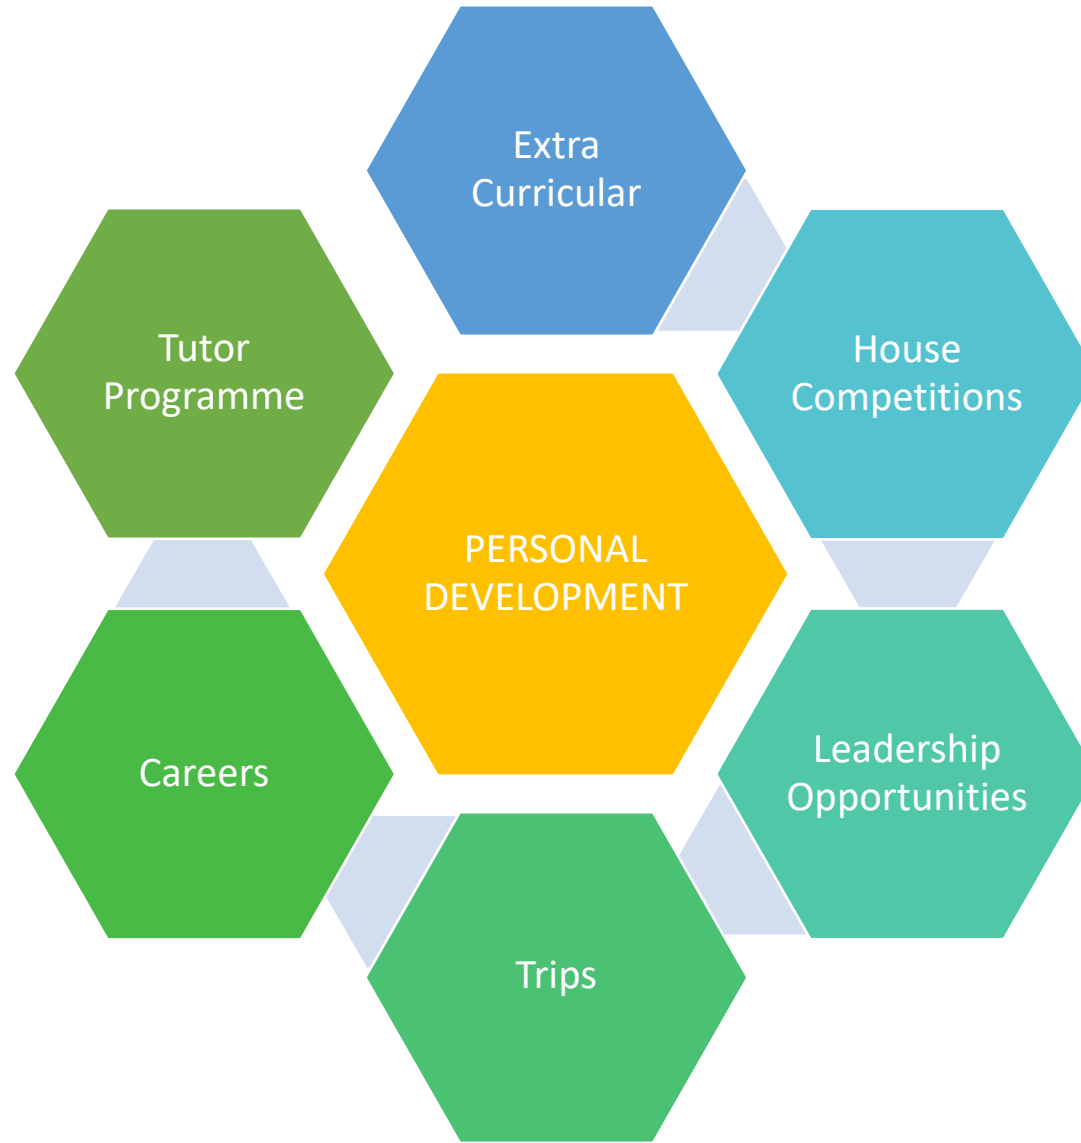 Extra
Curricular
House
Competitions
Tutor
Programme
PERSONAL
DEVELOPMENT
Leadership
Opportunities
Careers
Trips